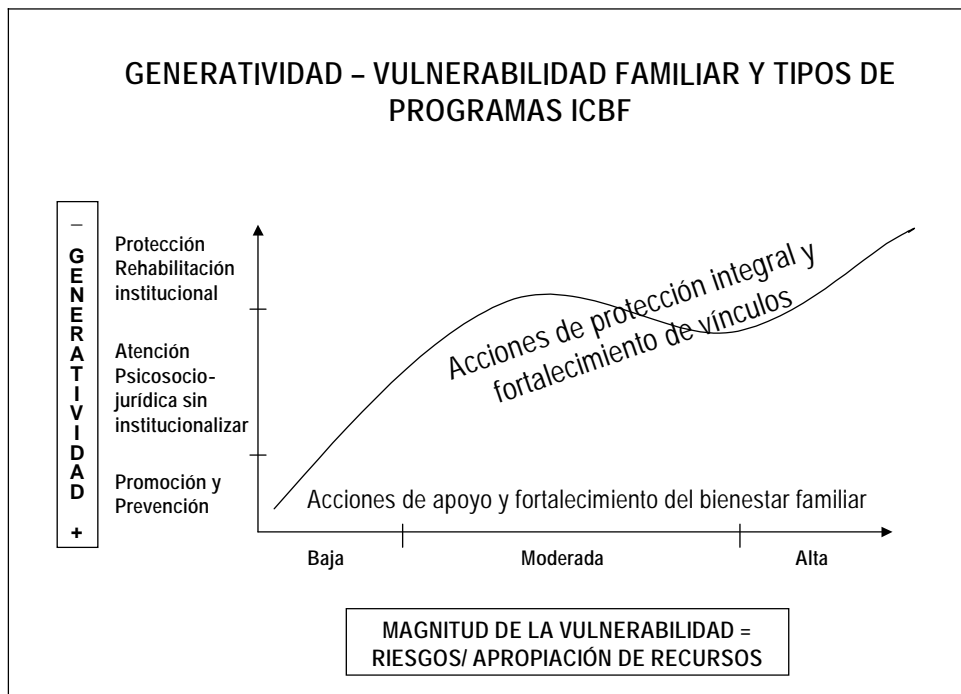 GENERATIVIDAD – VULNERABILIDAD FAMILIAR Y TIPOS DE
PROGRAMAS ICBF
– GENERATIVIDAD +
Protección
Rehabilitación
institucional
Atención
Psicosocio-
jurídica sin
institucionalizar
Promoción y
Prevención
Acciones de protección integral y
fortalecimiento de vínculos
Acciones de apoyo y fortalecimiento del bienestar familiar
Baja
Moderada
Alta
MAGNITUD DE LA VULNERABILIDAD =
RIESGOS/ APROPIACIÓN DE RECURSOS